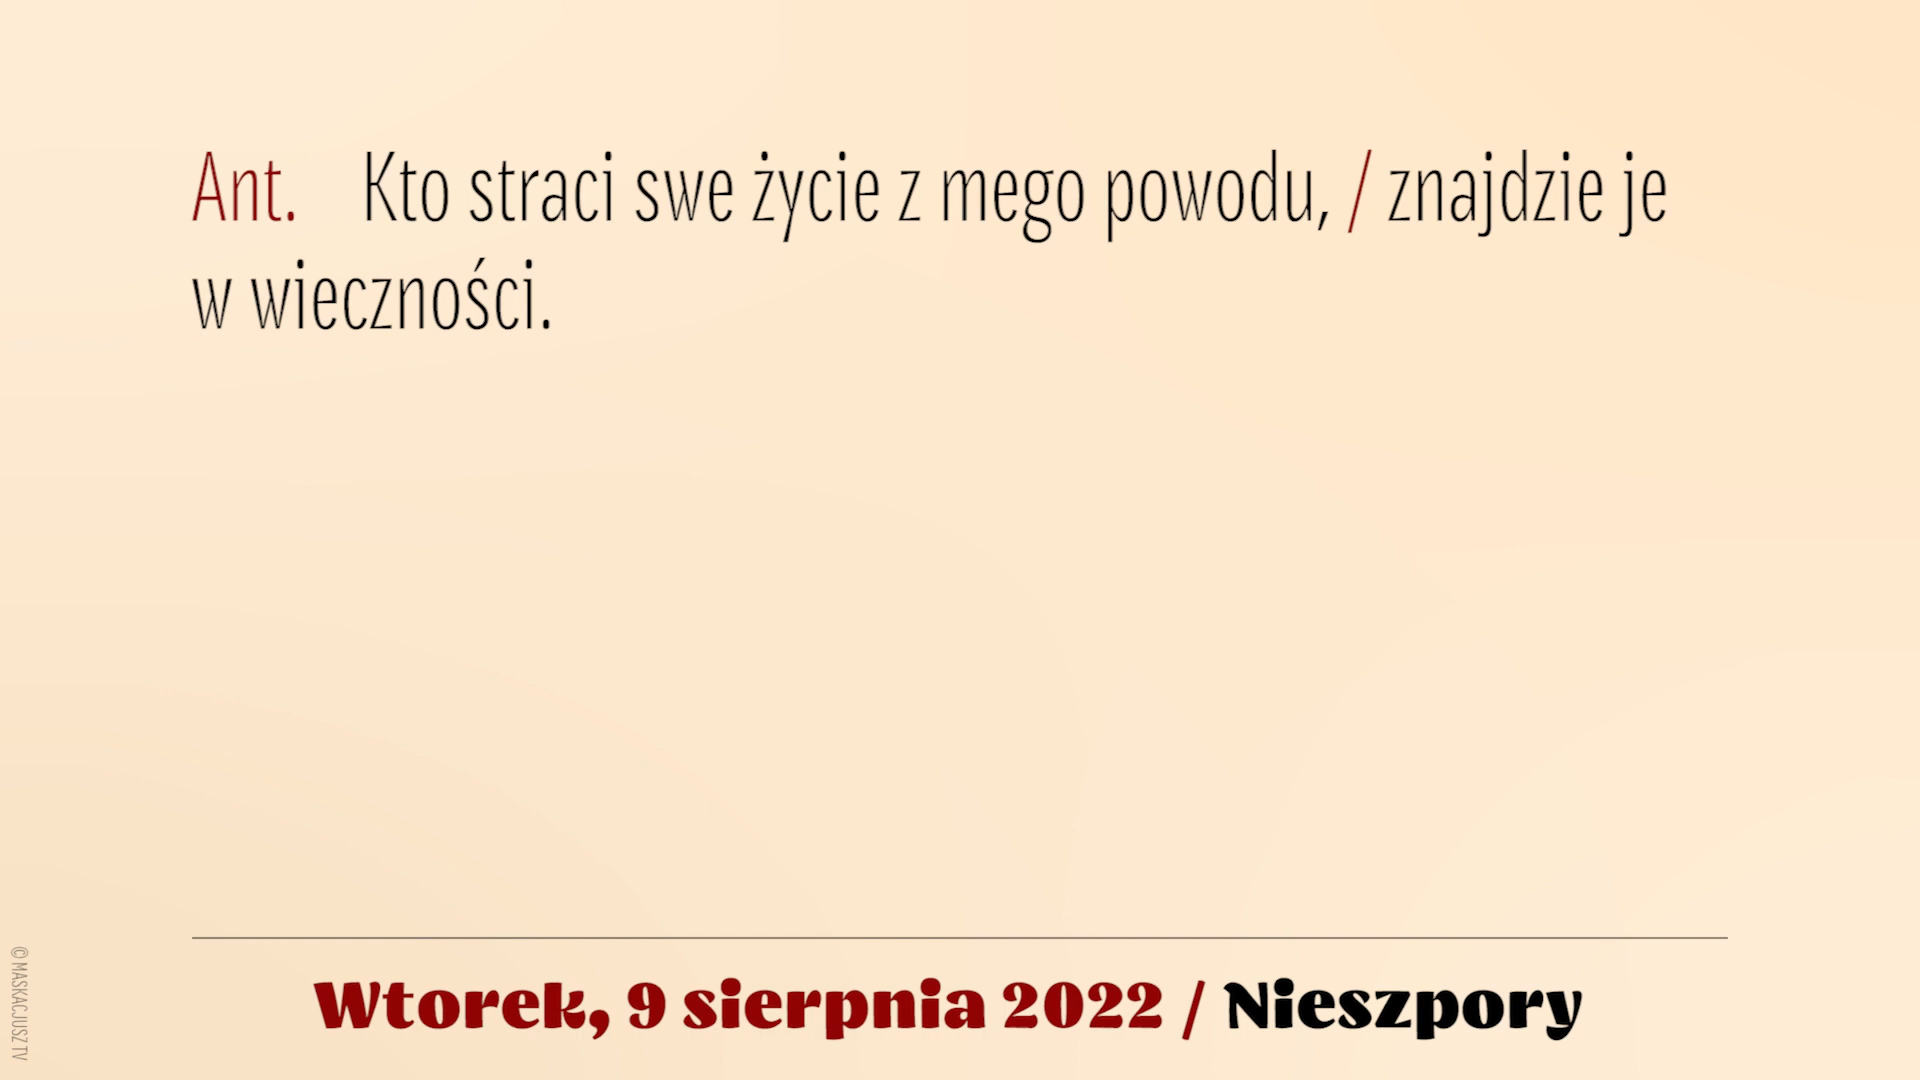 Ant. Kto straci swe życie z mego powodu, / znajdzie je
w wieczności.
Wtorek, 9 sierpnia 2022 / Nieszpory
© MASKACJUSZ TV